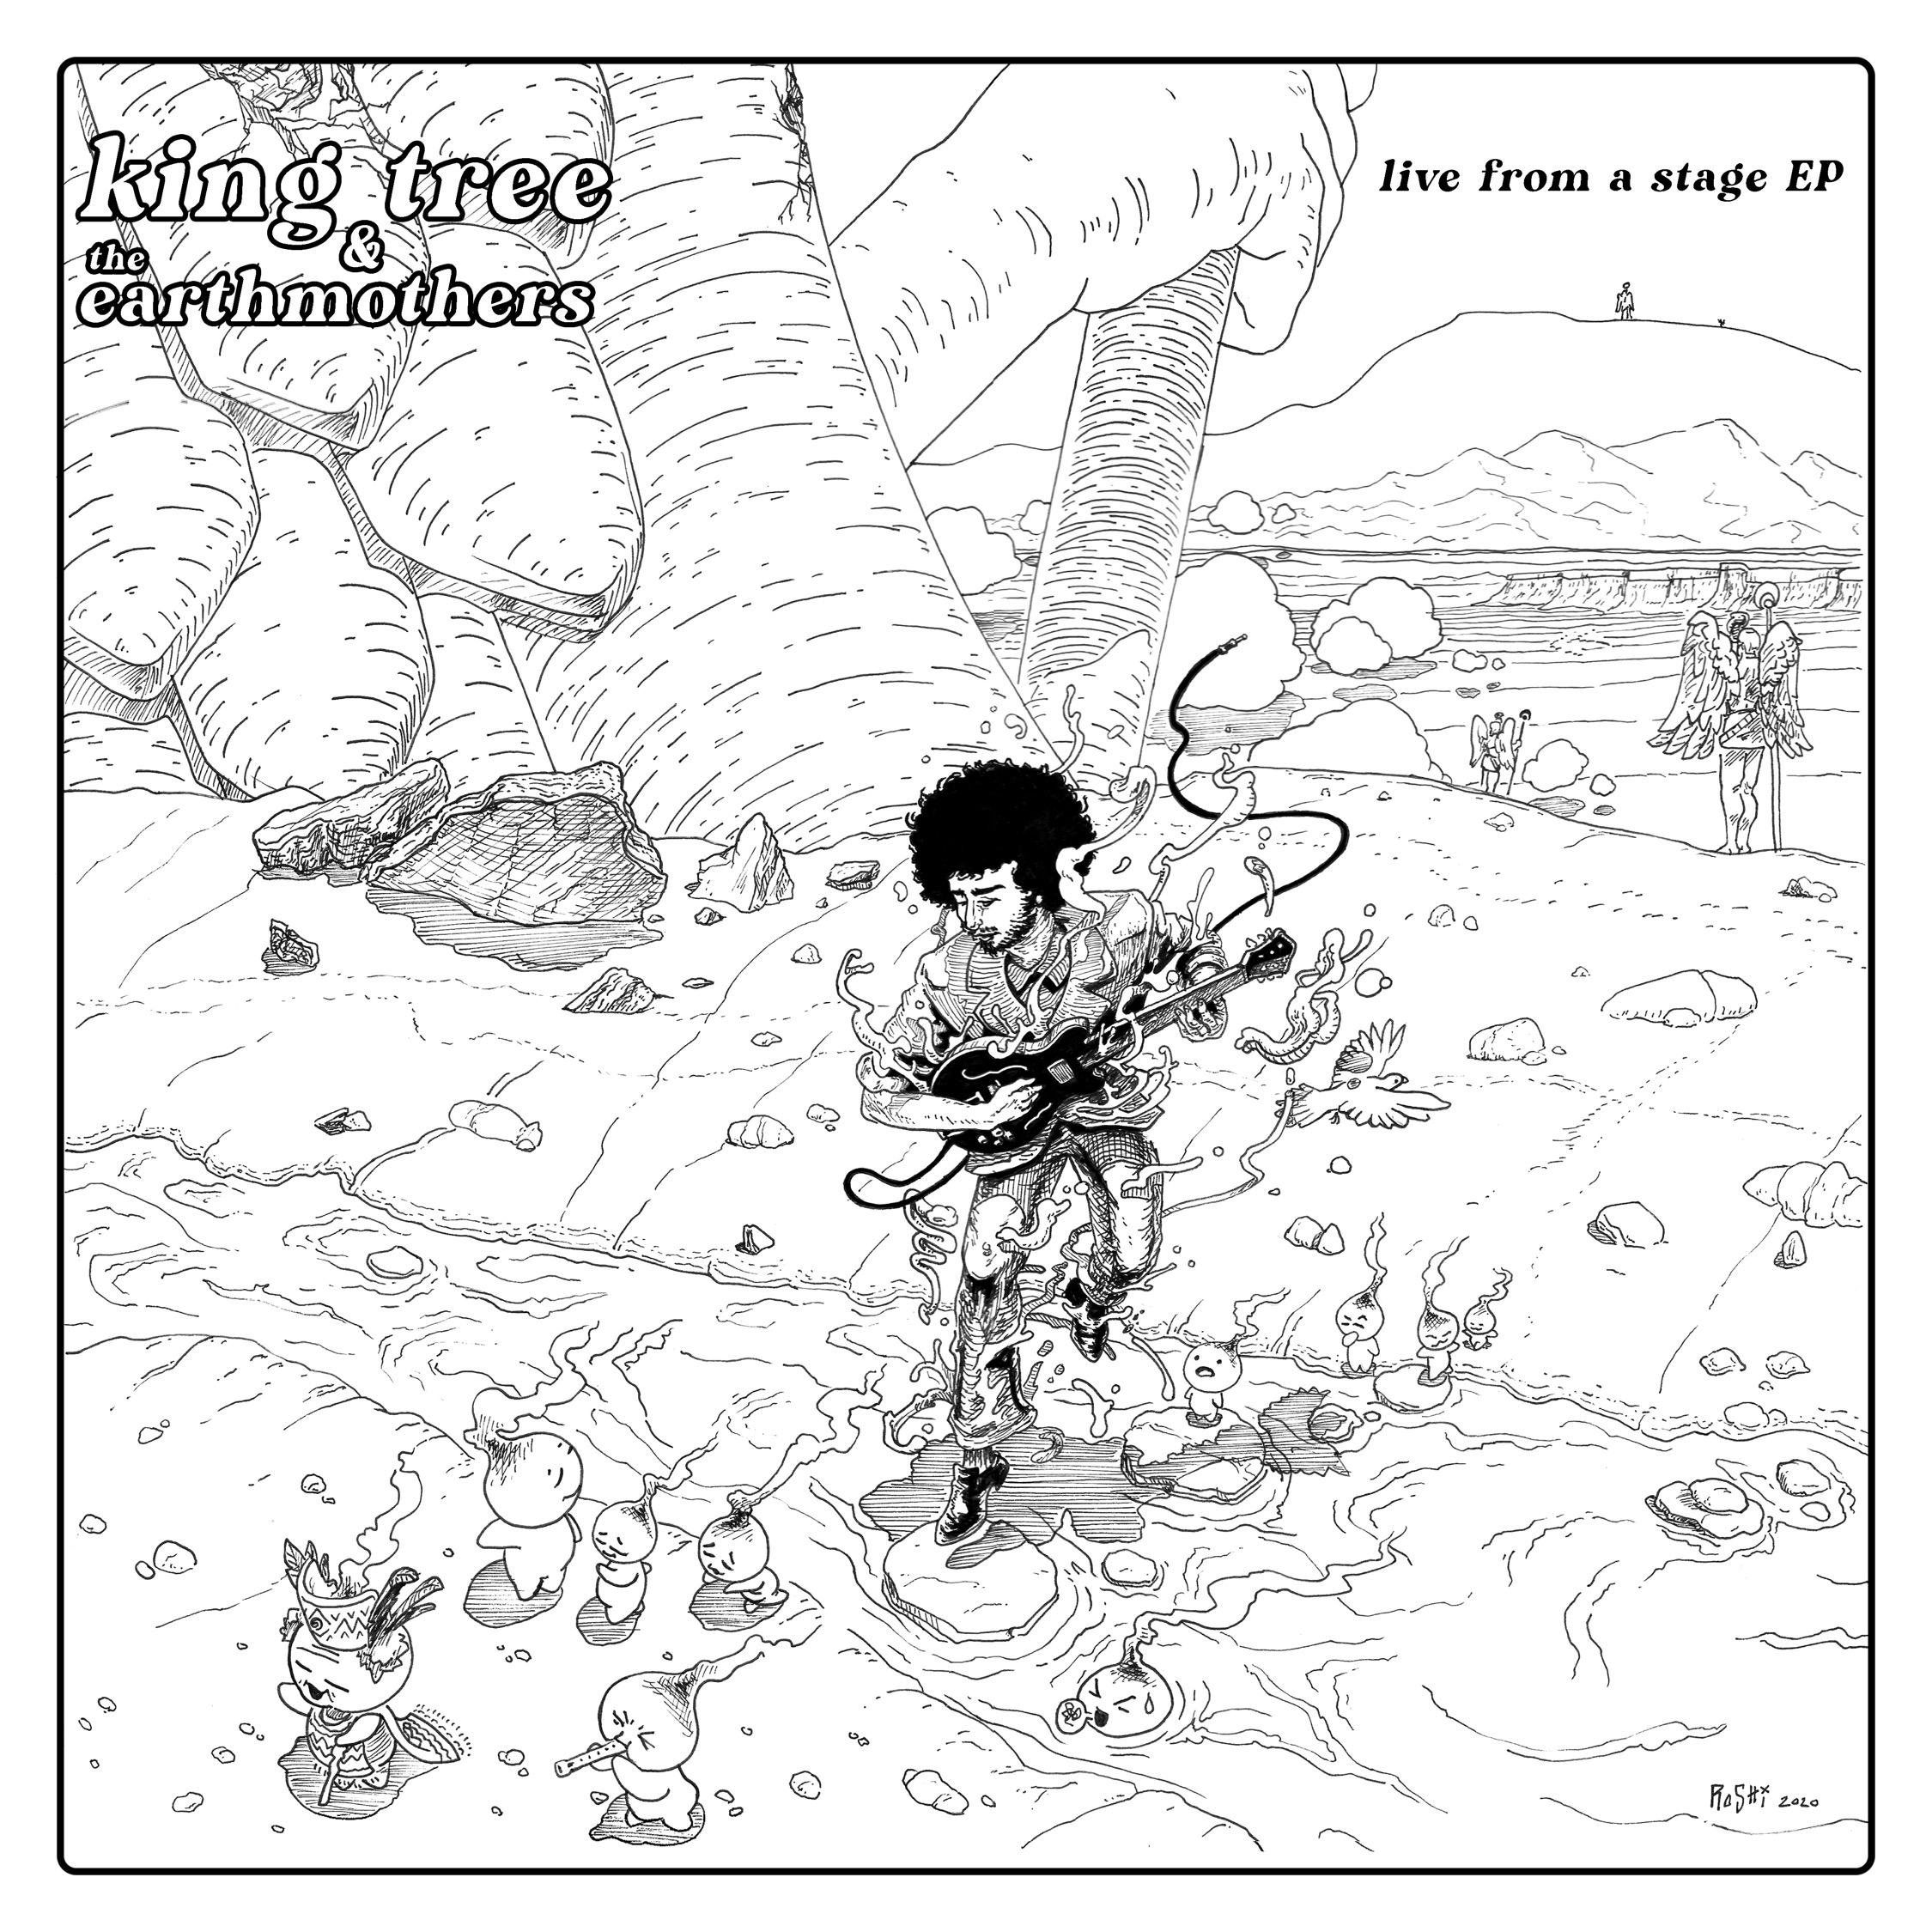 king tree
&
the
earthmothers
live from a stage EP
RoSHi 2020